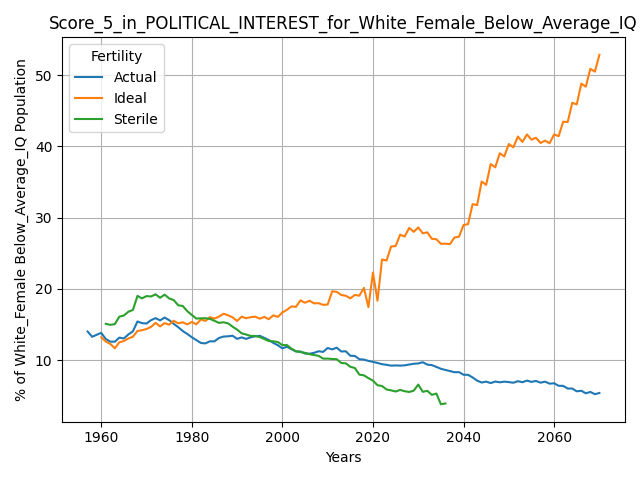 Score_5_in_POLITICAL_INTEREST_for_White_Female_Below_Average_IQ
% of White_Female Below_Average_IQ Population
Fertility
Actual
Ideal
Sterile
50
40
30
20
10
1960 1980 2000 2020 2040 2060
Years